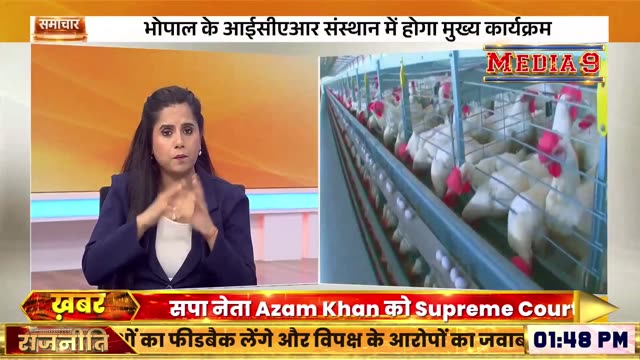 समाचार
भोपाल के आईसीएआर संस्थान में होगा मुख्य कार्यक्रम
MEDIA 9
ख़बर
सपा नेता Azam Khan को Supreme Cour
राजनीति
का फीडबैक लेंगे और विपक्ष के आरोपों का जवाब
01:48 PM